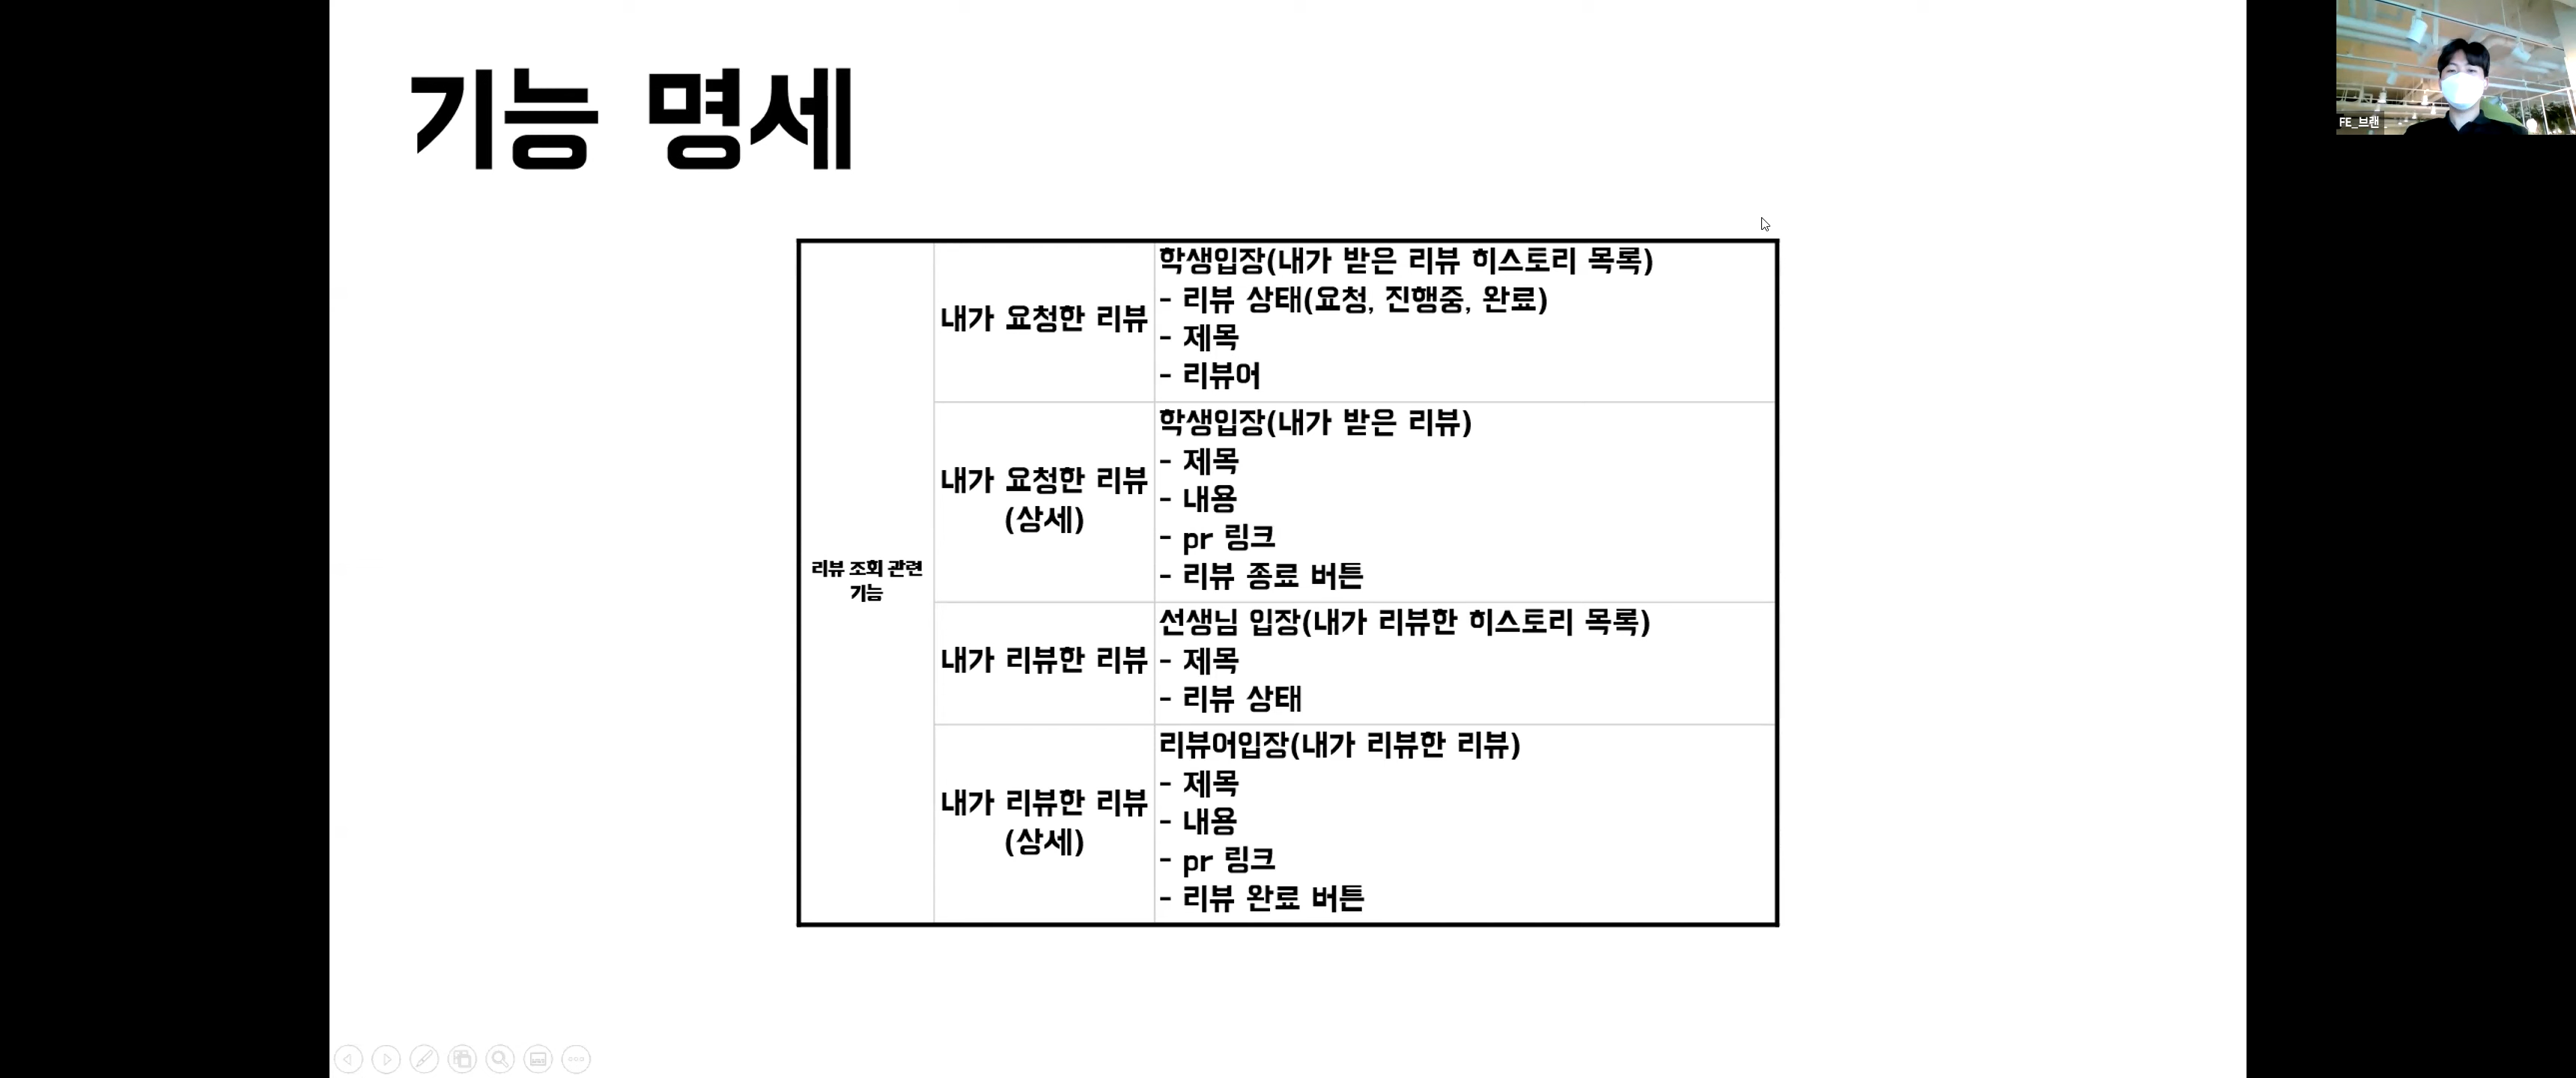 기능 명세
FE_브랜
리뷰 조회 관련
기능
내가 요청한 리뷰
학생입장(내가 받은 리뷰 히스토리 목록)
- 리뷰 상태(요청, 진행중, 완료)
- 제목
- 리뷰어
내가 요청한 리뷰
(상세)
학생입장(내가 받은 리뷰)
- 제목
- 내용
- pr 링크
- 리뷰 종료 버튼
내가 리뷰한 리뷰
선생님 입장(내가 리뷰한 히스토리 목록)
- 제목
- 리뷰 상태
내가 리뷰한 리뷰
(상세)
리뷰어입장(내가 리뷰한 리뷰)
- 제목
- 내용
- pr 링크
- 리뷰 완료 버튼